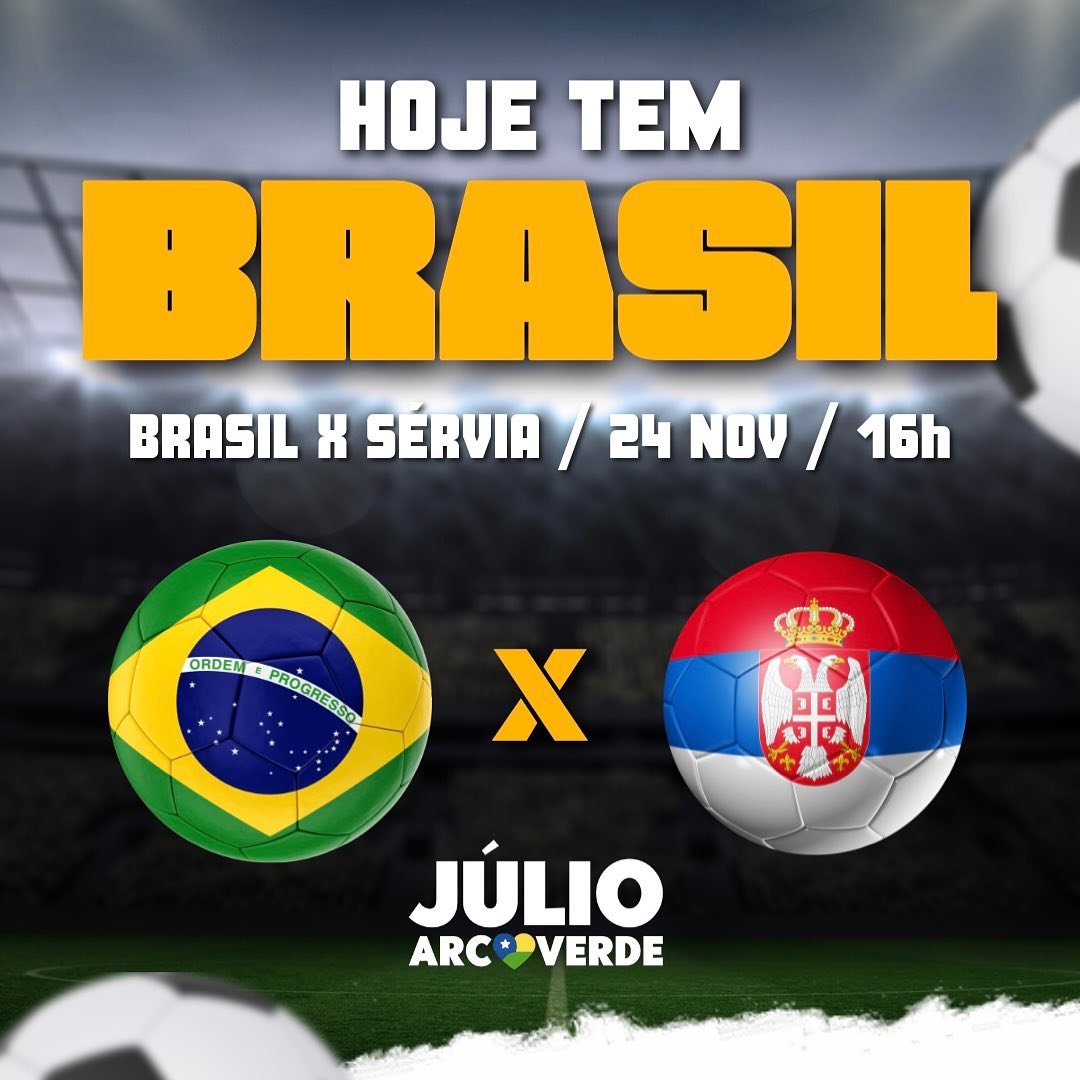 HOJE TEM
BRASIL
BRASIL X SÉRVIA / 24 NOV / 16h
ORDEM E PROGRESSO
X
JÚLIO
ARCOVERDE